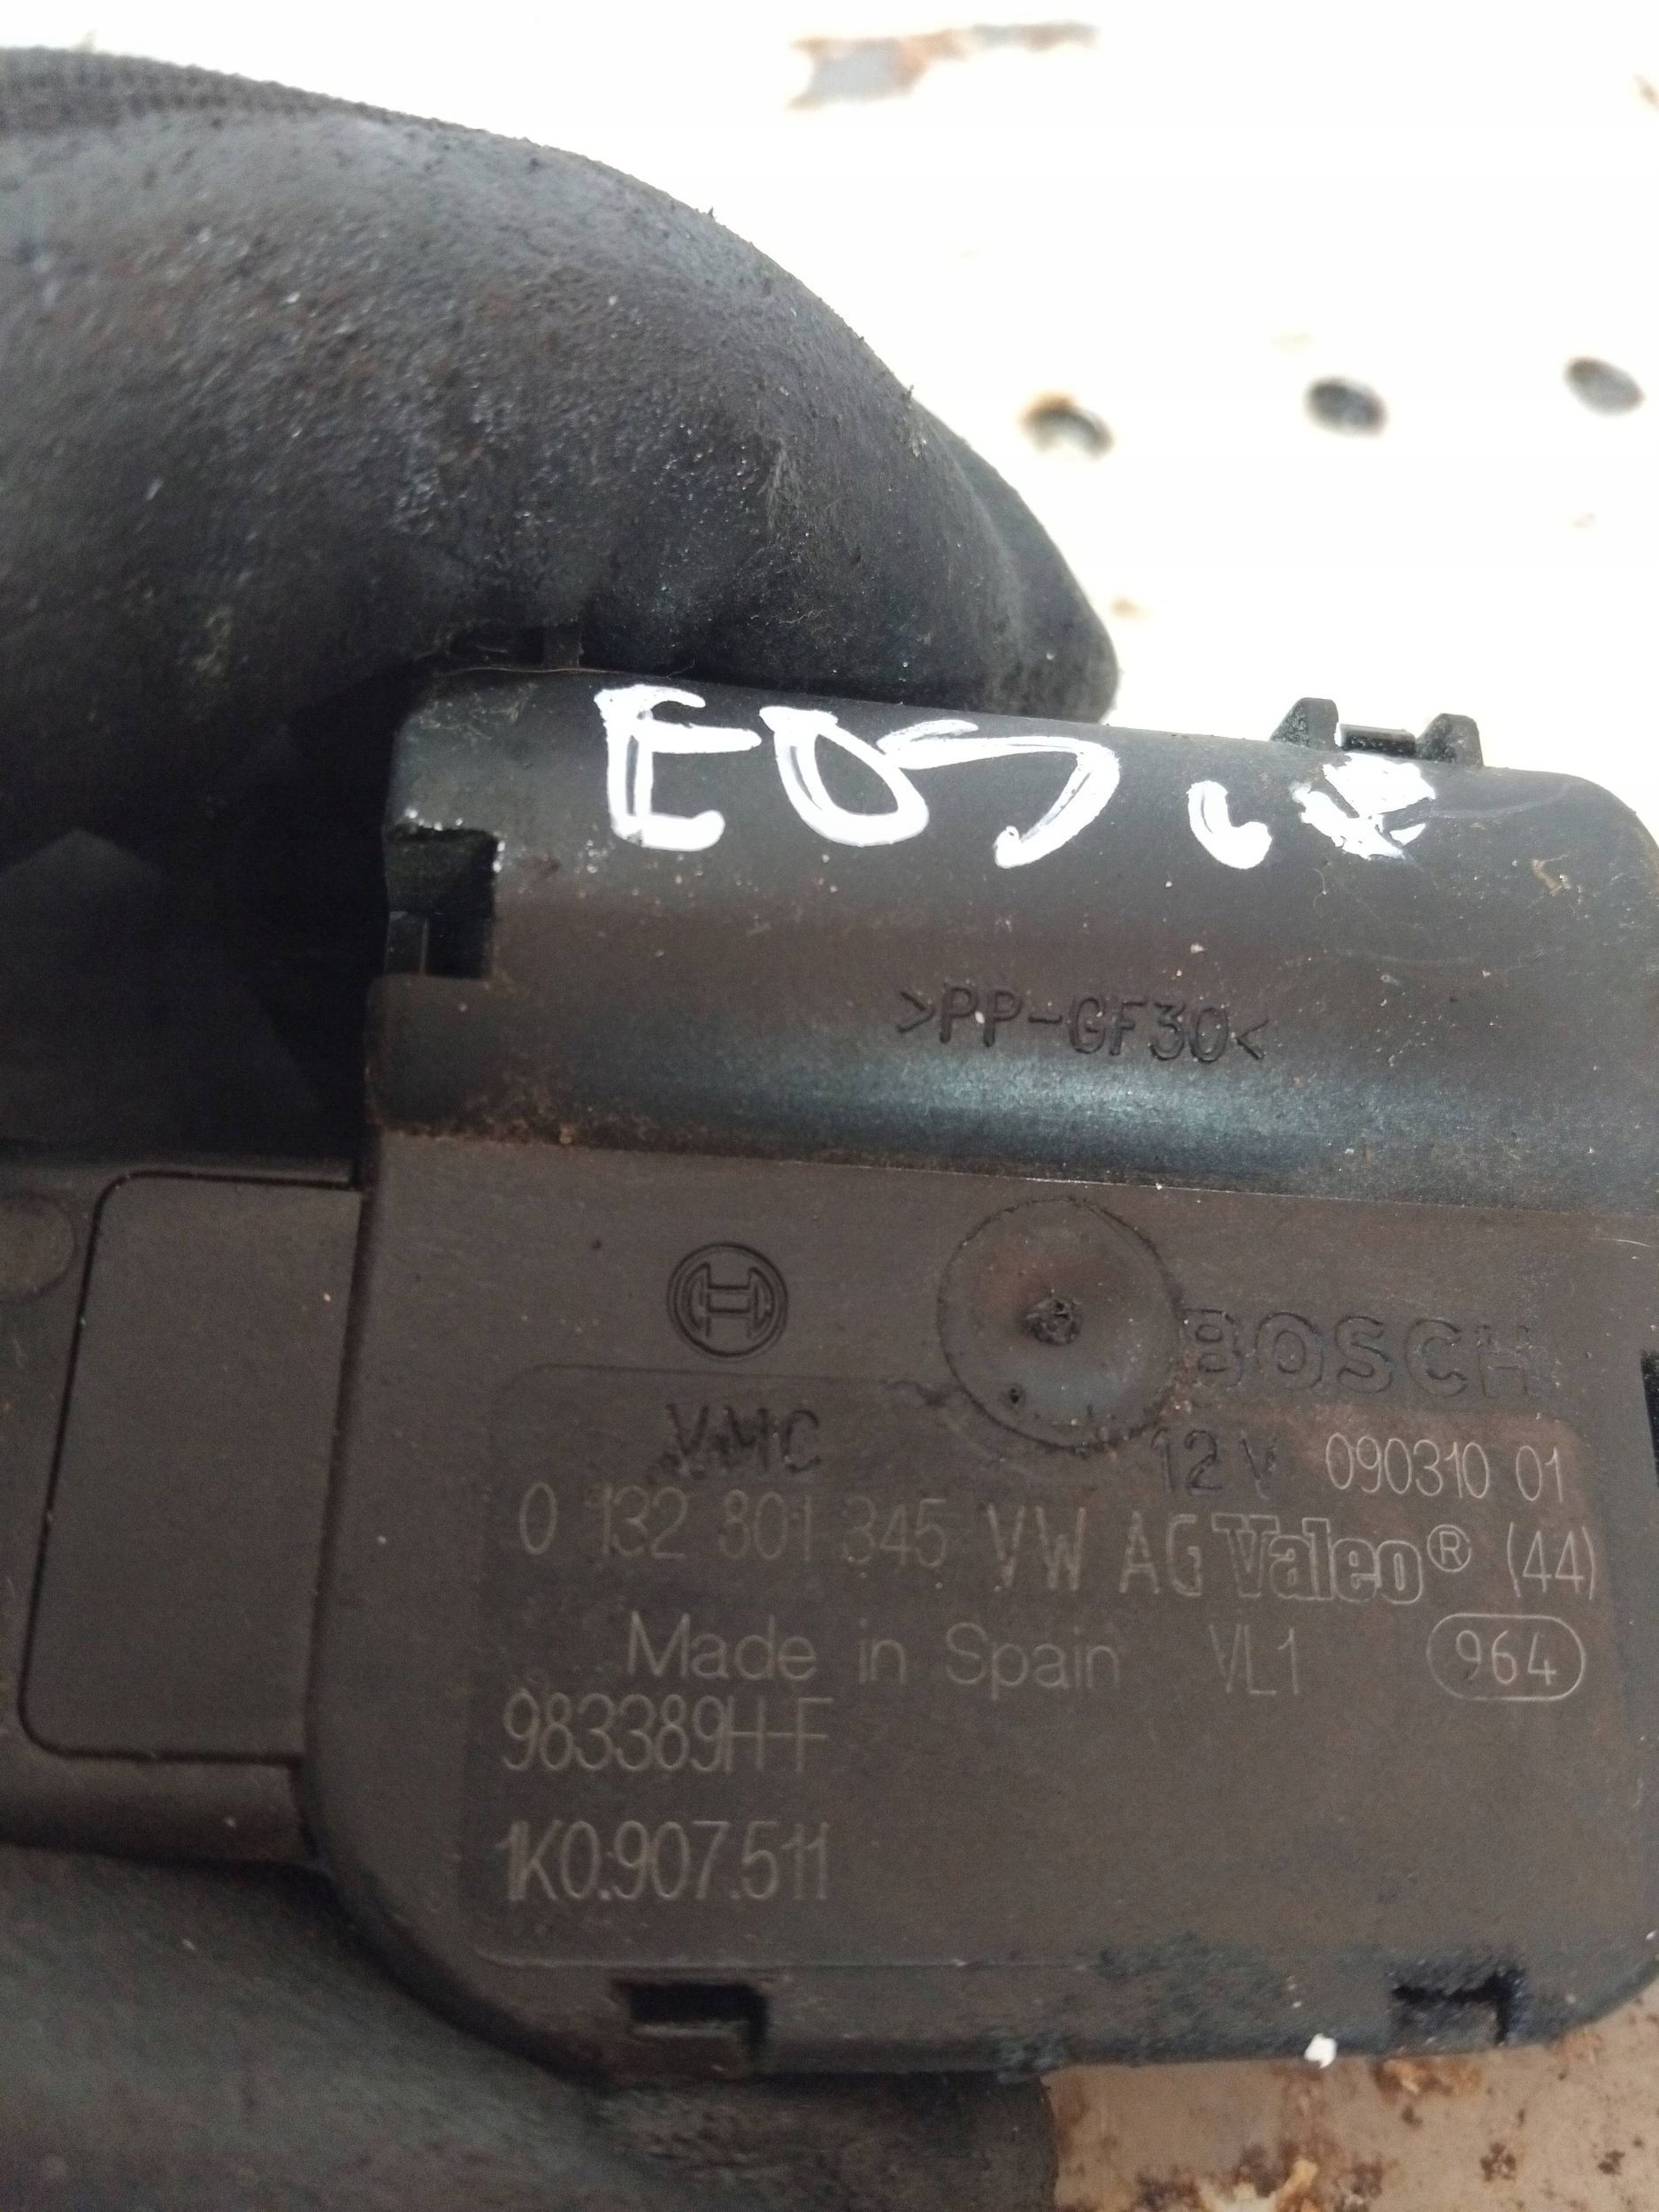 EOS
>PP-GF30<
BOSCH
VMC 12V 090310 01
0 132 801 345 VW AG Valeo® (44)
Made in Spain VL1 964
983389H-F
1K0.907.511